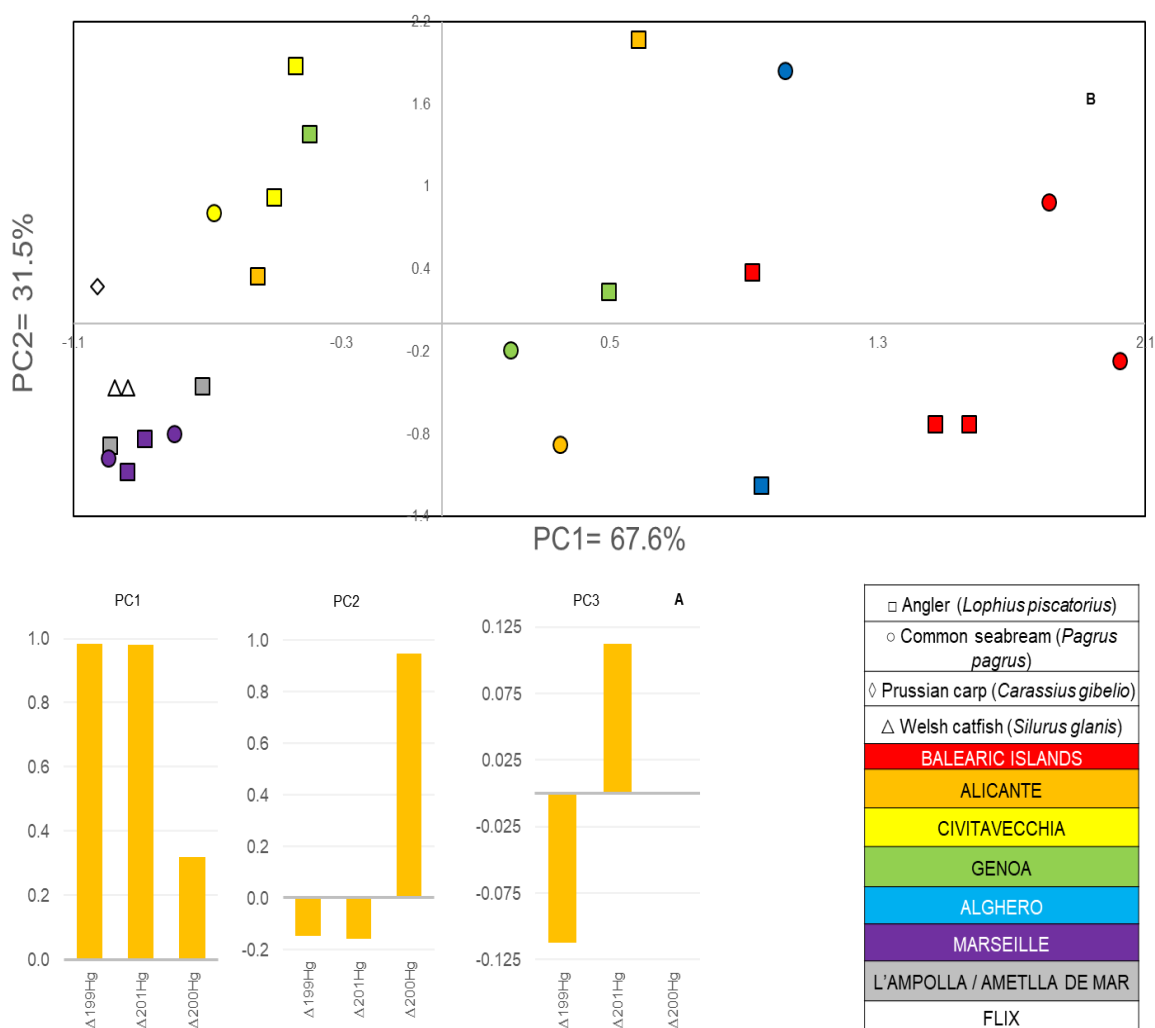 2.2
1.6
B
1
0.4
-0.2
-0.8
-1.4
-1.1
-0.3
0.5
1.3
2.1
PC2= 31.5%
PC1= 67.6%
PC1
1.0
0.8
0.6
0.4
0.2
0.0
Δ199Hg
Δ201Hg
Δ200Hg
PC2
1.0
0.8
0.6
0.4
0.2
0.0
-0.2
Δ199Hg
Δ201Hg
Δ200Hg
PC3
A
0.125
0.075
0.025
-0.025
-0.075
-0.125
Δ199Hg
Δ201Hg
Δ200Hg
□ Angler (Lophius piscatorius)
○ Common seabream (Pagrus
pagrus)
◊ Prussian carp (Carassius gibelio)
△ Welsh catfish (Silurus glanis)
BALEARIC ISLANDS
ALICANTE
CIVITAVECCHIA
GENOA
ALGHERO
MARSEILLE
L'AMPOLLA / AMETLLA DE MAR
FLIX